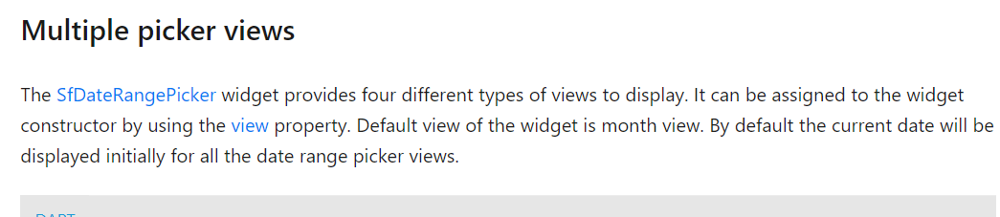 Multiple picker views
The SfDateRangePicker widget provides four different types of views to display. It can be assigned to the widget
constructor by using the view property. Default view of the widget is month view. By default the current date will be
displayed initially for all the date range picker views.
DART